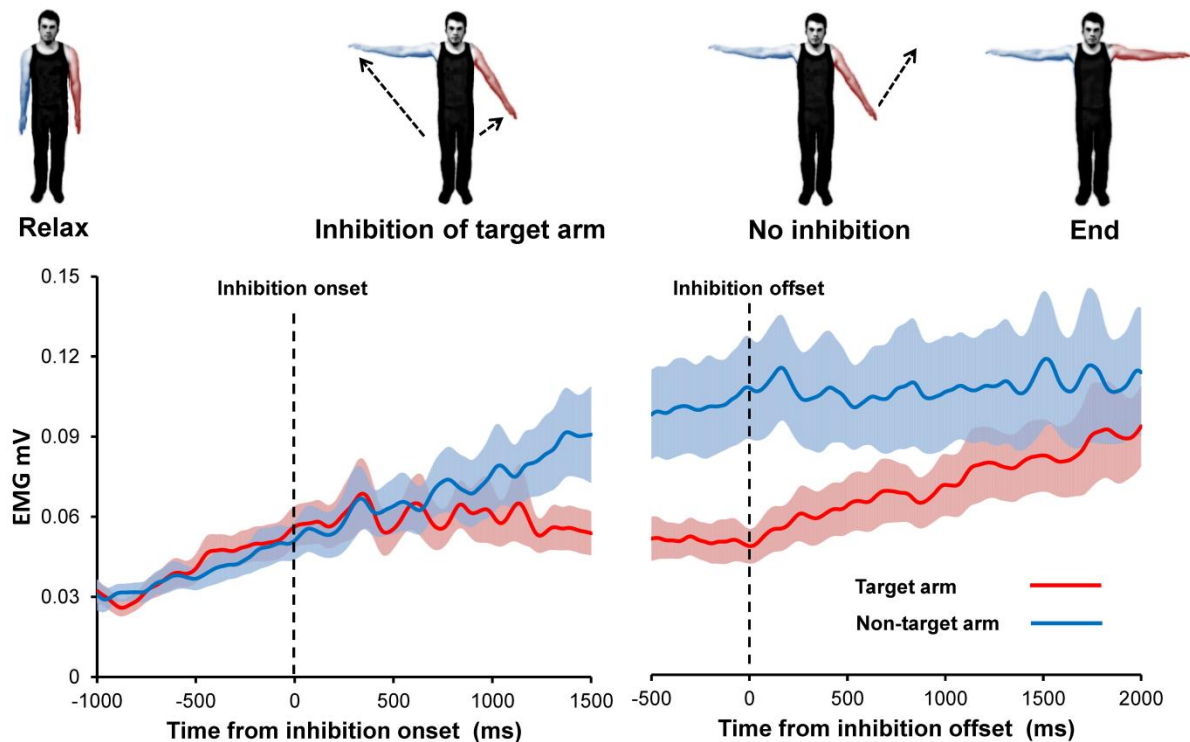 Relax
Inhibition of target arm
No inhibition
End
0.15
0.12
0.09
0.06
0.03
0
EMG mV
Inhibition onset
-1000
-500
0
500
1000
1500
Time from inhibition onset (ms)
Inhibition offset
Target arm
Non-target arm
-500
0
500
1000
1500
2000
Time from inhibition offset (ms)